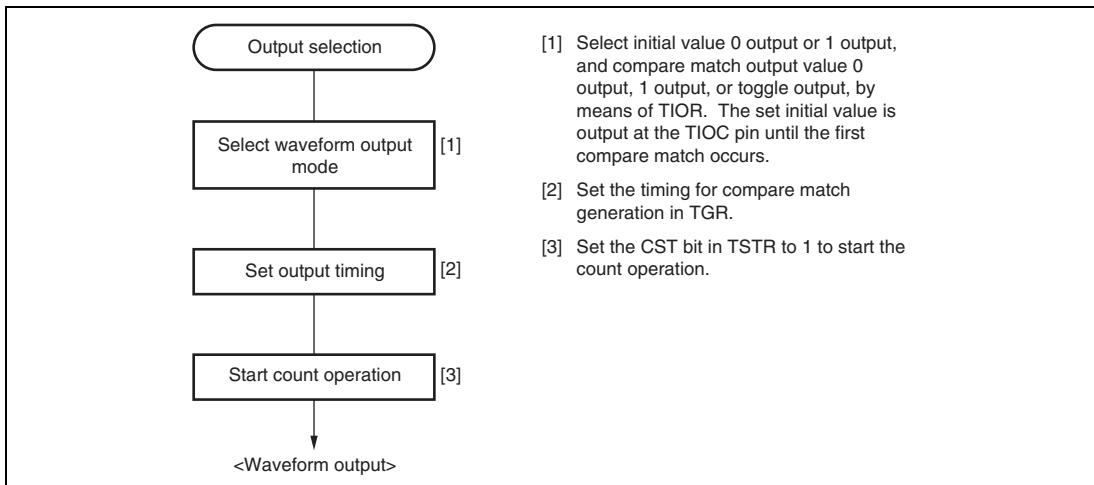 Output selection
Select waveform output
mode
[1]
Set output timing
[2]
Start count operation
[3]
<Waveform output>
[1] Select initial value 0 output or 1 output,
and compare match output value 0
output, 1 output, or toggle output, by
means of TIOR. The set initial value is
output at the TIOC pin until the first
compare match occurs.
[2] Set the timing for compare match
generation in TGR.
[3] Set the CST bit in TSTR to 1 to start the
count operation.